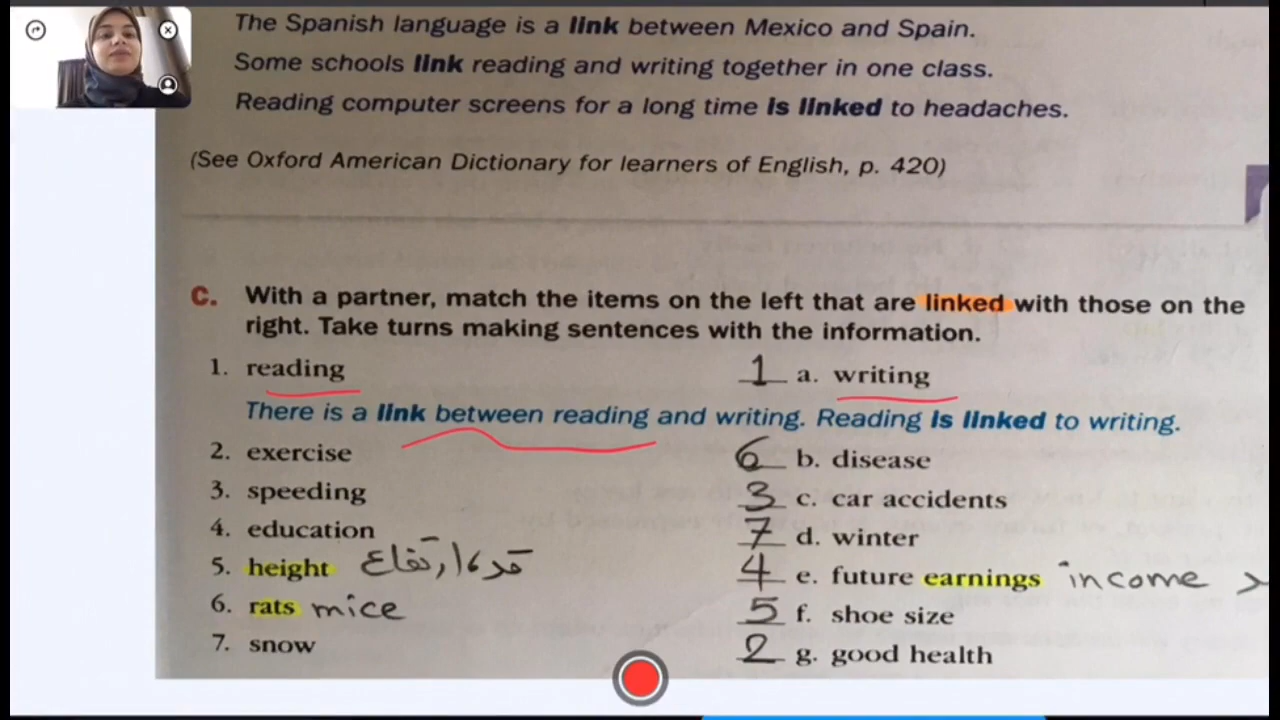 The Spanish language is a link between Mexico and Spain.
Some schools link reading and writing together in one class.
Reading computer screens for a long time is linked to headaches.
(See Oxford American Dictionary for learners of English, p. 420)
C. With a partner, match the items on the left that are linked with those on the
right. Take turns making sentences with the information.
1. reading
1 a. writing
There is a link between reading and writing. Reading is linked to writing.
2. exercise
6 b. disease
3. speeding
3 c. car accidents
4. education
7 d. winter
5. height قد، ارتفاع
4 e. future earnings income
6. rats mice
5 f. shoe size
7. snow
2 g. good health